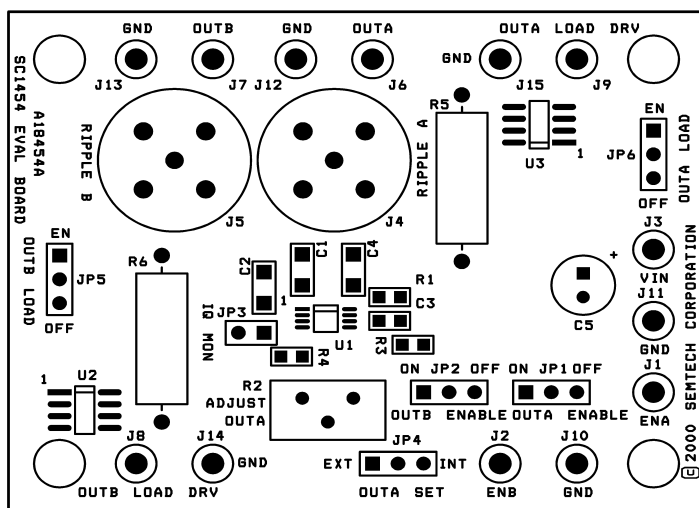 GND OUTB GND OUTA OUTA LOAD DRV
GND
J13 J7 J12 J6 J15 J9
SC1454 EVAL BOARD
A18454A
RIPPLE B
RIPPLE A
R5
EN
JP6
OFF
OUTA LOAD
1
U3
J5 J4
J3
VIN
EN
JP5
OFF
OUTB LOAD
R6
C2
1
C1
C4
R1
C3
+
C5
J11
GND
IQ MON
JP3
U1
R3
R4
J1
ENA
1
U2
R2
ADJUST
OUTA
ON JP2 OFF
OUTB ENABLE
ON JP1 OFF
OUTA ENABLE
J8 J14
GND
JP4
EXT INT
OUTA SET
J2 J10
OUTB LOAD DRV
ENB GND
C 2000 SEMTECH CORPORATION